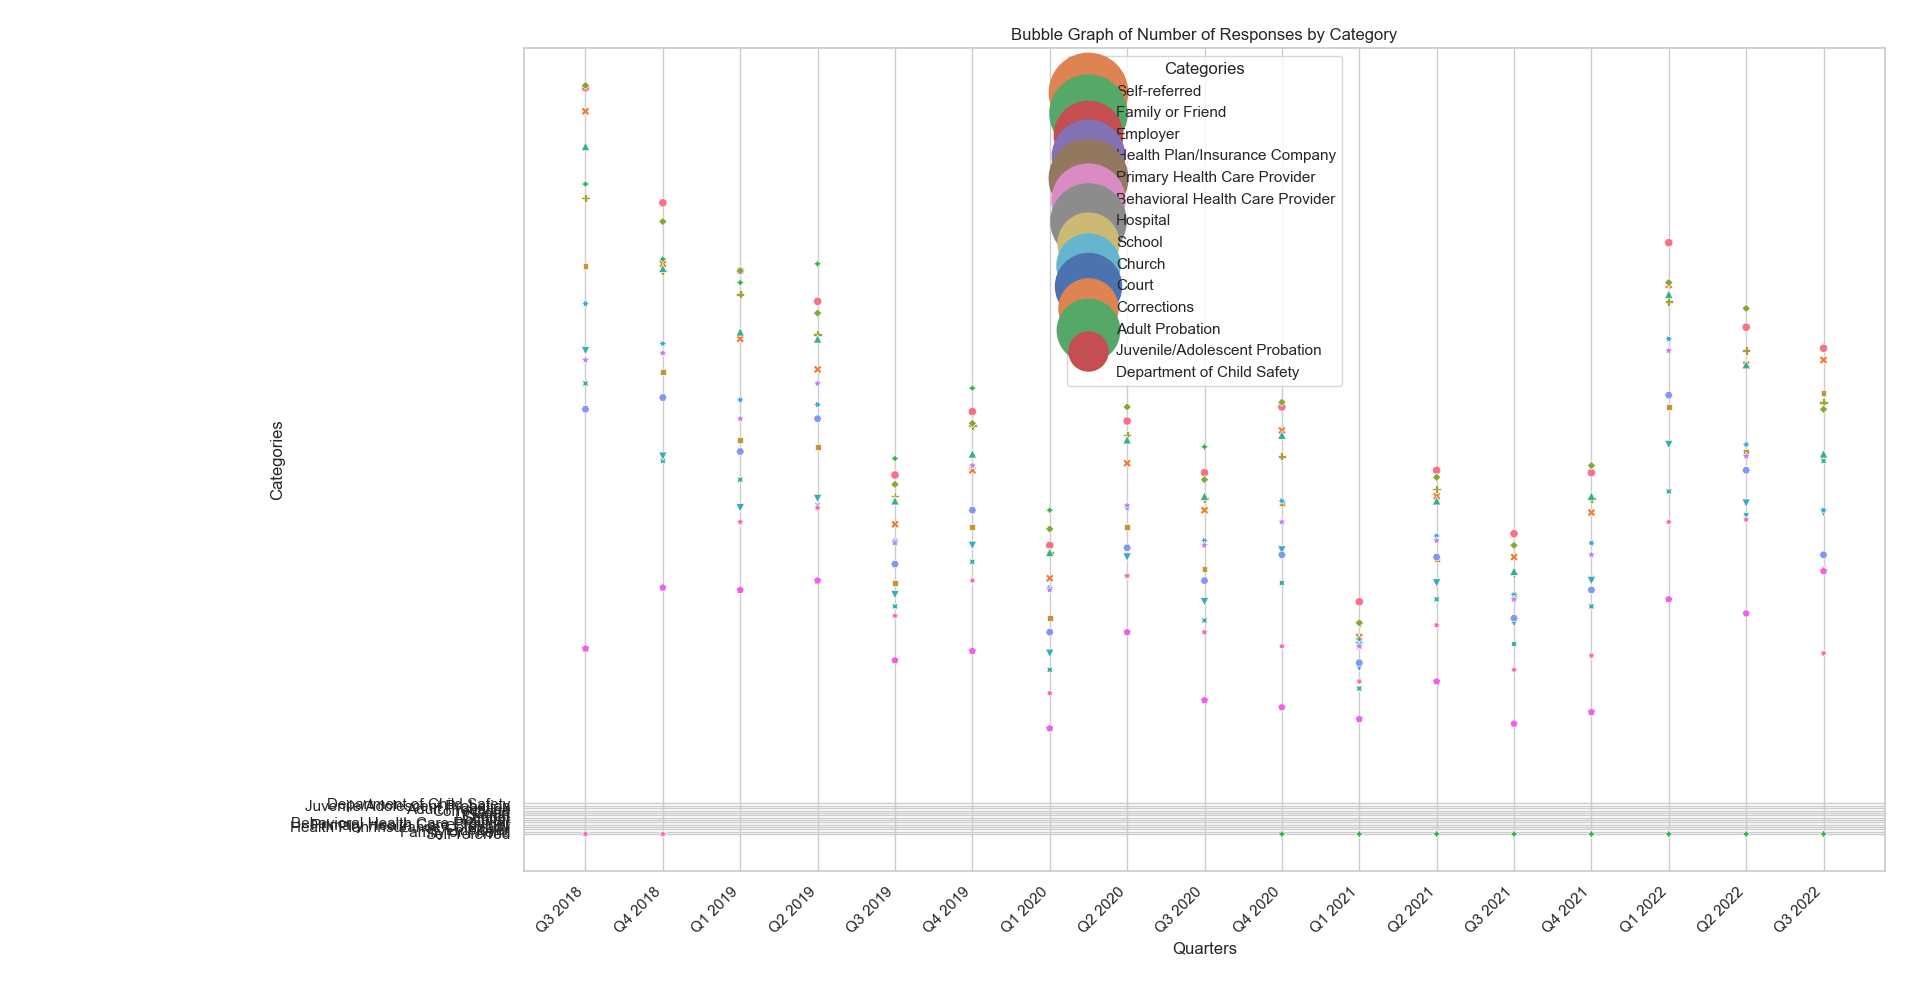 Bubble Graph of Number of Responses by Category
Categories
Self-referred
Family or Friend
Employer
Health Plan/Insurance Company
Primary Health Care Provider
Behavioral Health Care Provider
Hospital
School
Church
Court
Corrections
Adult Probation
Juvenile/Adolescent Probation
Department of Child Safety
Categories
Department of Child Safety
Juvenile/Adolescent Probation
Behavioral Health Care Provider
Health Plan/Insurance Company
Self-referred
Q3 2018
Q4 2018
Q1 2019
Q2 2019
Q3 2019
Q4 2019
Q1 2020
Q2 2020
Q3 2020
Q4 2020
Q1 2021
Q2 2021
Q3 2021
Q4 2021
Q1 2022
Q2 2022
Q3 2022
Quarters